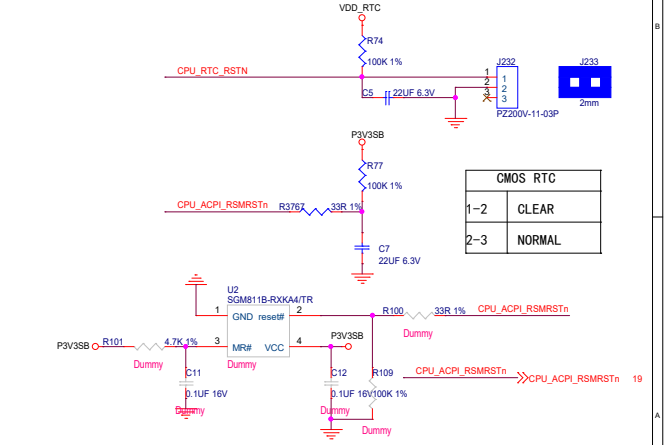 VDD_RTC
B
R74
100K 1%
CPU_RTC_RSTN
J232
J233
1
2
3
1
2
3
C5
22UF 6.3V
2mm
PZ200V-11-03P
P3V3SB
R77
100K 1%
CMOS RTC
1-2 CLEAR
2-3 NORMAL
CPU_ACPI_RSMRSTn
R3767
33R 1%
C7
22UF 6.3V
U2
SGM811B-RXKA4/TR
1
GND reset#
2
R100
33R 1%
CPU_ACPI_RSMRSTn
Dummy
P3V3SB
P3V3SB
R101
4.7K 1%
3
MR# VCC
4
Dummy
Dummy
C11
0.1UF 16V
Dummy
C12
0.1UF 16V
Dummy
R109
100K 1%
Dummy
CPU_ACPI_RSMRSTn
CPU_ACPI_RSMRSTn 19
A